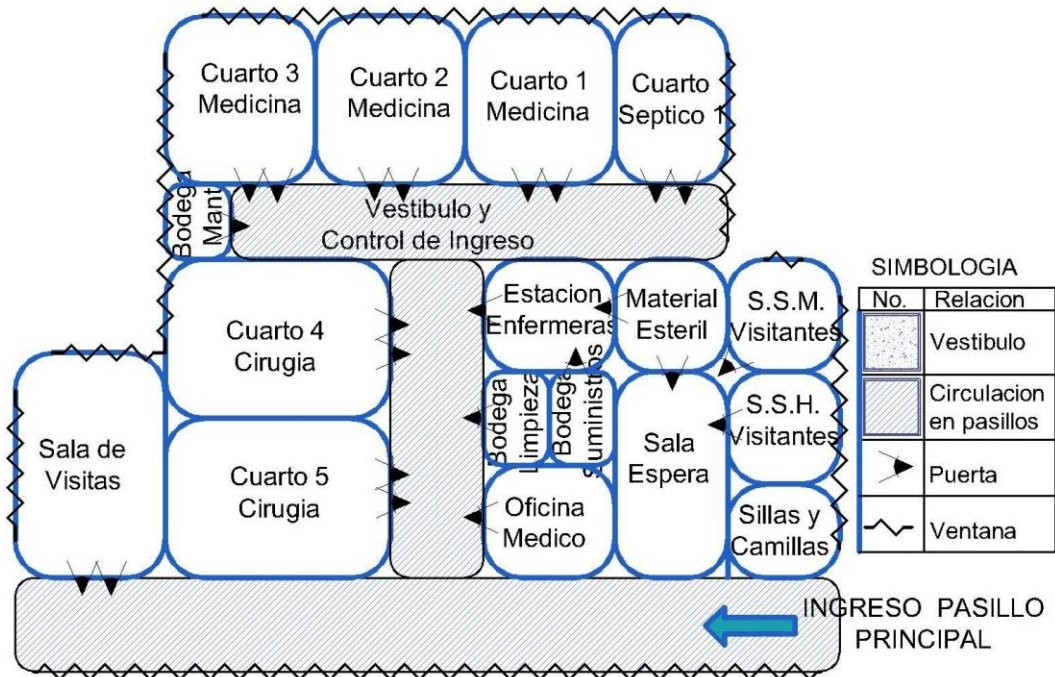 Cuarto 3
Medicina
Cuarto 2
Medicina
Cuarto 1
Medicina
Cuarto
Septico 1
Bodega
Mant
Vestibulo y
Control de Ingreso
Cuarto 4
Cirugia
Estacion
Enfermeras
Material
Esteril
S.S.M.
Visitantes
Sala de
Visitas
Cuarto 5
Cirugia
Bodega
Limpieza
Bodega
Suministros
Sala
Espera
S.S.H.
Visitantes
Oficina
Medico
Sillas y
Camillas
INGRESO PASILLO
PRINCIPAL
SIMBOLOGIA
No. Relacion
Vestibulo
Circulacion
en pasillos
Puerta
Ventana